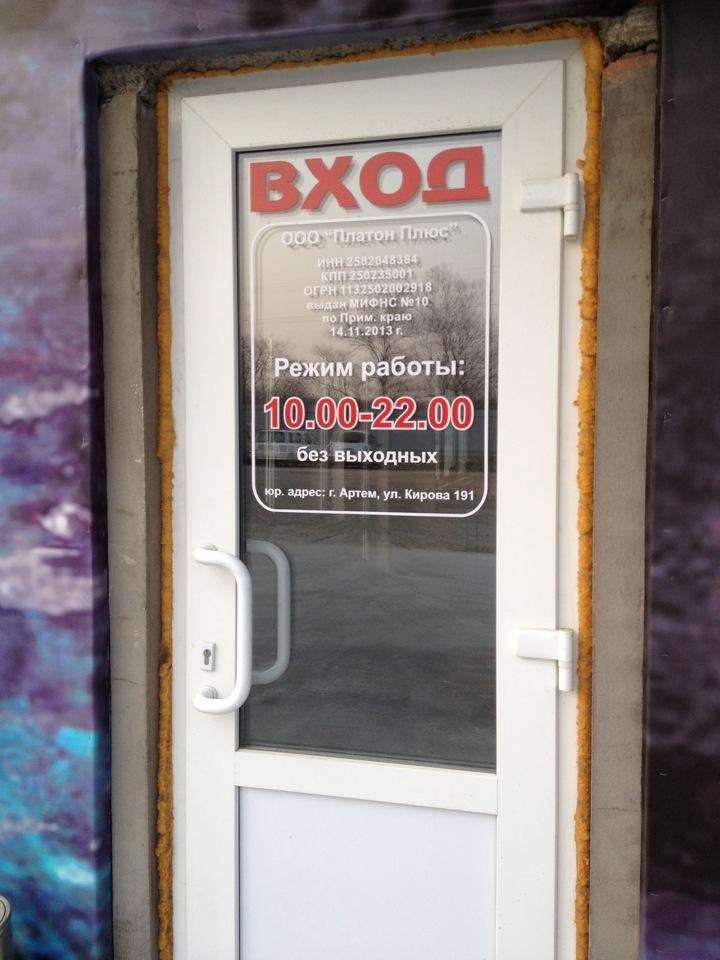 ВХОД
ООО "Платон Плюс"
ИНН 2502048384
КПП 250235001
ОГРН 1132502002918
выдан МИФНС №10
по Прим. краю
14.11.2013 г.
Режим работы:
10.00-22.00
без выходных
юр. адрес: г. Артем, ул. Кирова 191